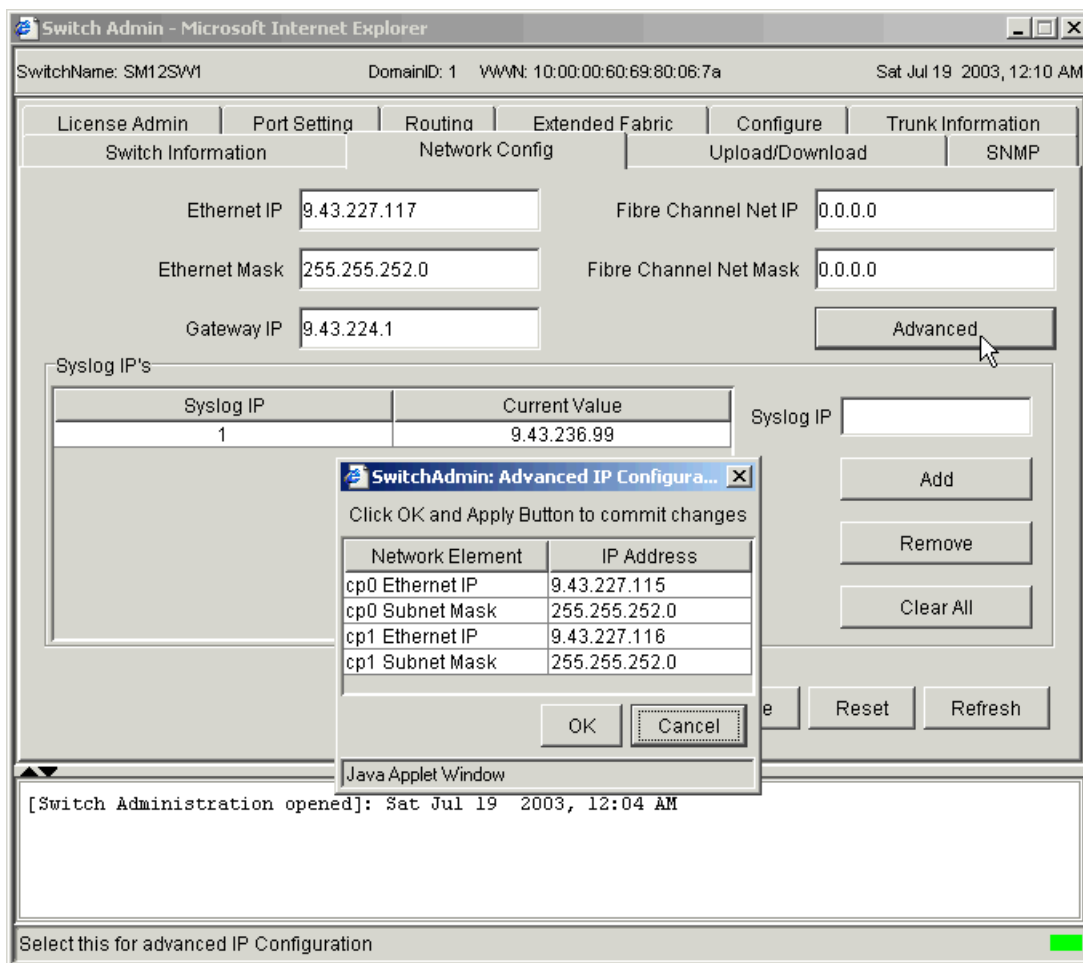 Switch Admin - Microsoft Internet Explorer
SwitchName: SM12SW1 DomainID: 1 WWN: 10:00:00:60:69:80:06:7a Sat Jul 19 2003, 12:10 AM
License Admin Port Setting Routing Extended Fabric Configure Trunk Information
Switch Information Network Config Upload/Download SNMP
Ethernet IP 9.43.227.117 Fibre Channel Net IP 0.0.0.0
Ethernet Mask 255.255.252.0 Fibre Channel Net Mask 0.0.0.0
Gateway IP 9.43.224.1 Advanced
Syslog IP's
Syslog IP Current Value Syslog IP
1 9.43.236.99
Add
Remove
Clear All
SwitchAdmin: Advanced IP Configura...
Click OK and Apply Button to commit changes
Network Element IP Address
cp0 Ethernet IP 9.43.227.115
cp0 Subnet Mask 255.255.252.0
cp1 Ethernet IP 9.43.227.116
cp1 Subnet Mask 255.255.252.0
OK Cancel
Java Applet Window
Reset Refresh
[Switch Administration opened]: Sat Jul 19 2003, 12:04 AM
Select this for advanced IP Configuration